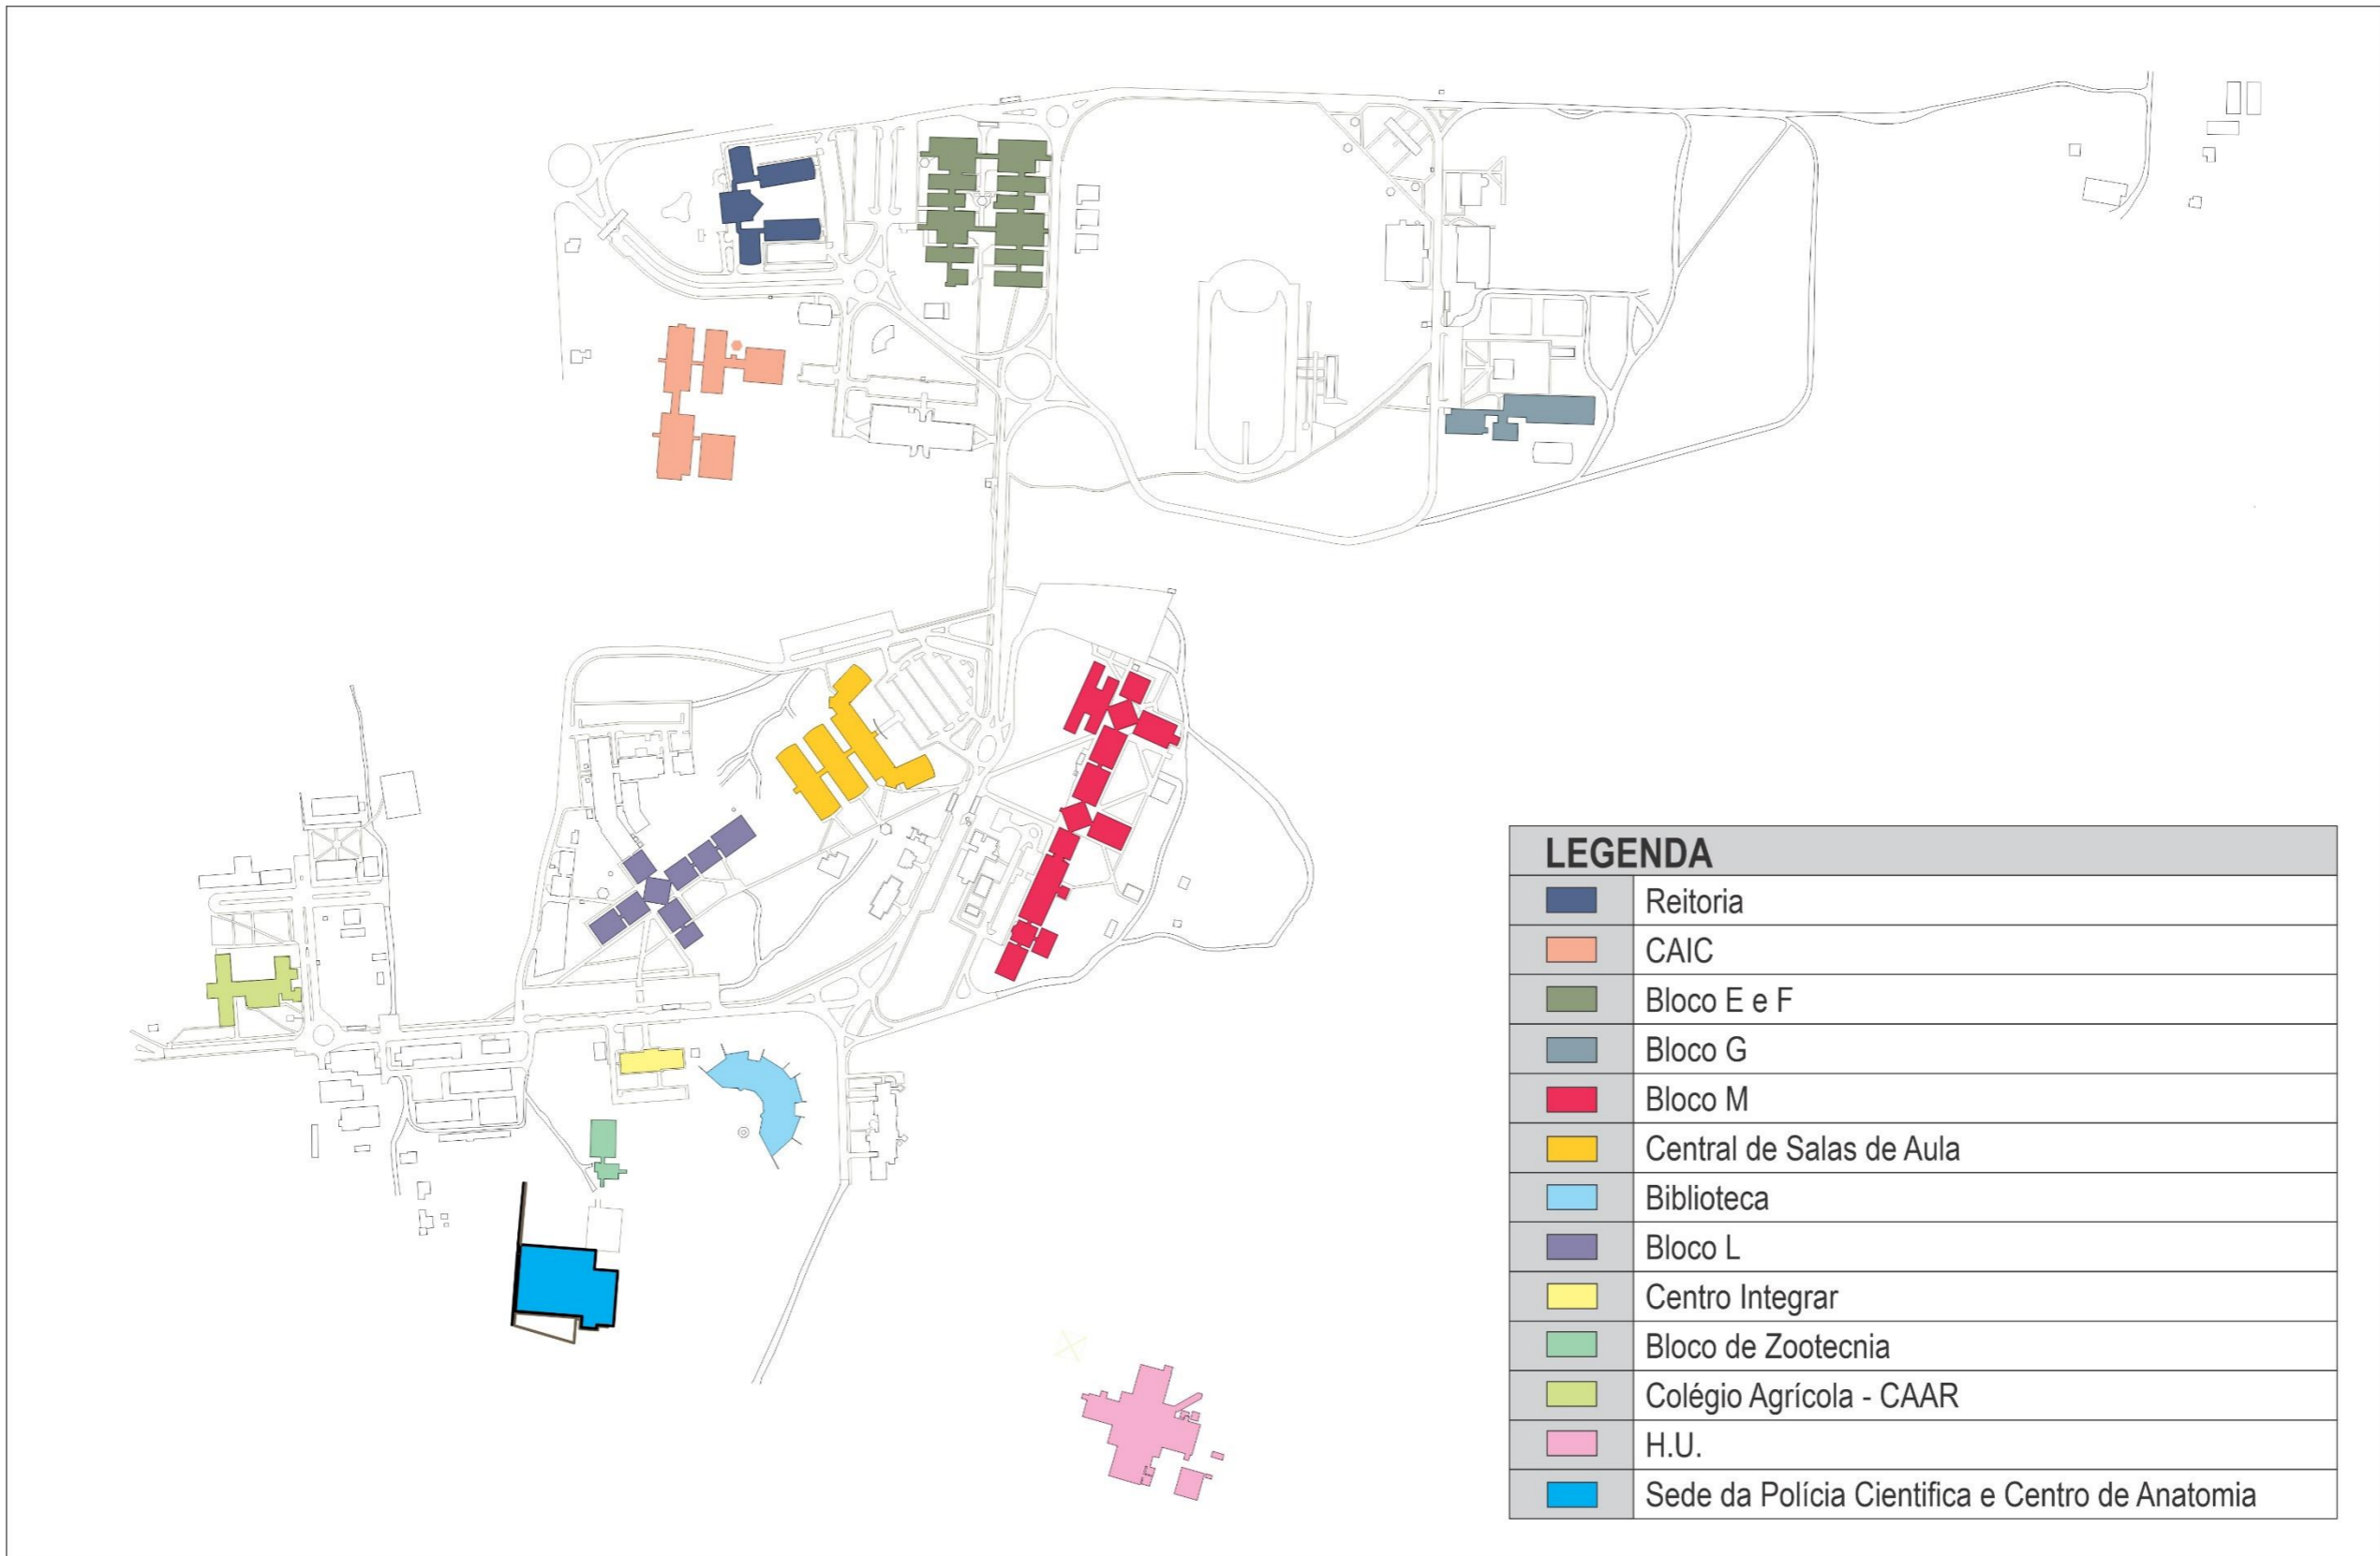 LEGENDA
Reitoria
CAIC
Bloco E e F
Bloco G
Bloco M
Central de Salas de Aula
Biblioteca
Bloco L
Centro Integrar
Bloco de Zootecnia
Colégio Agrícola - CAAR
H.U.
Sede da Polícia Cientifica e Centro de Anatomia